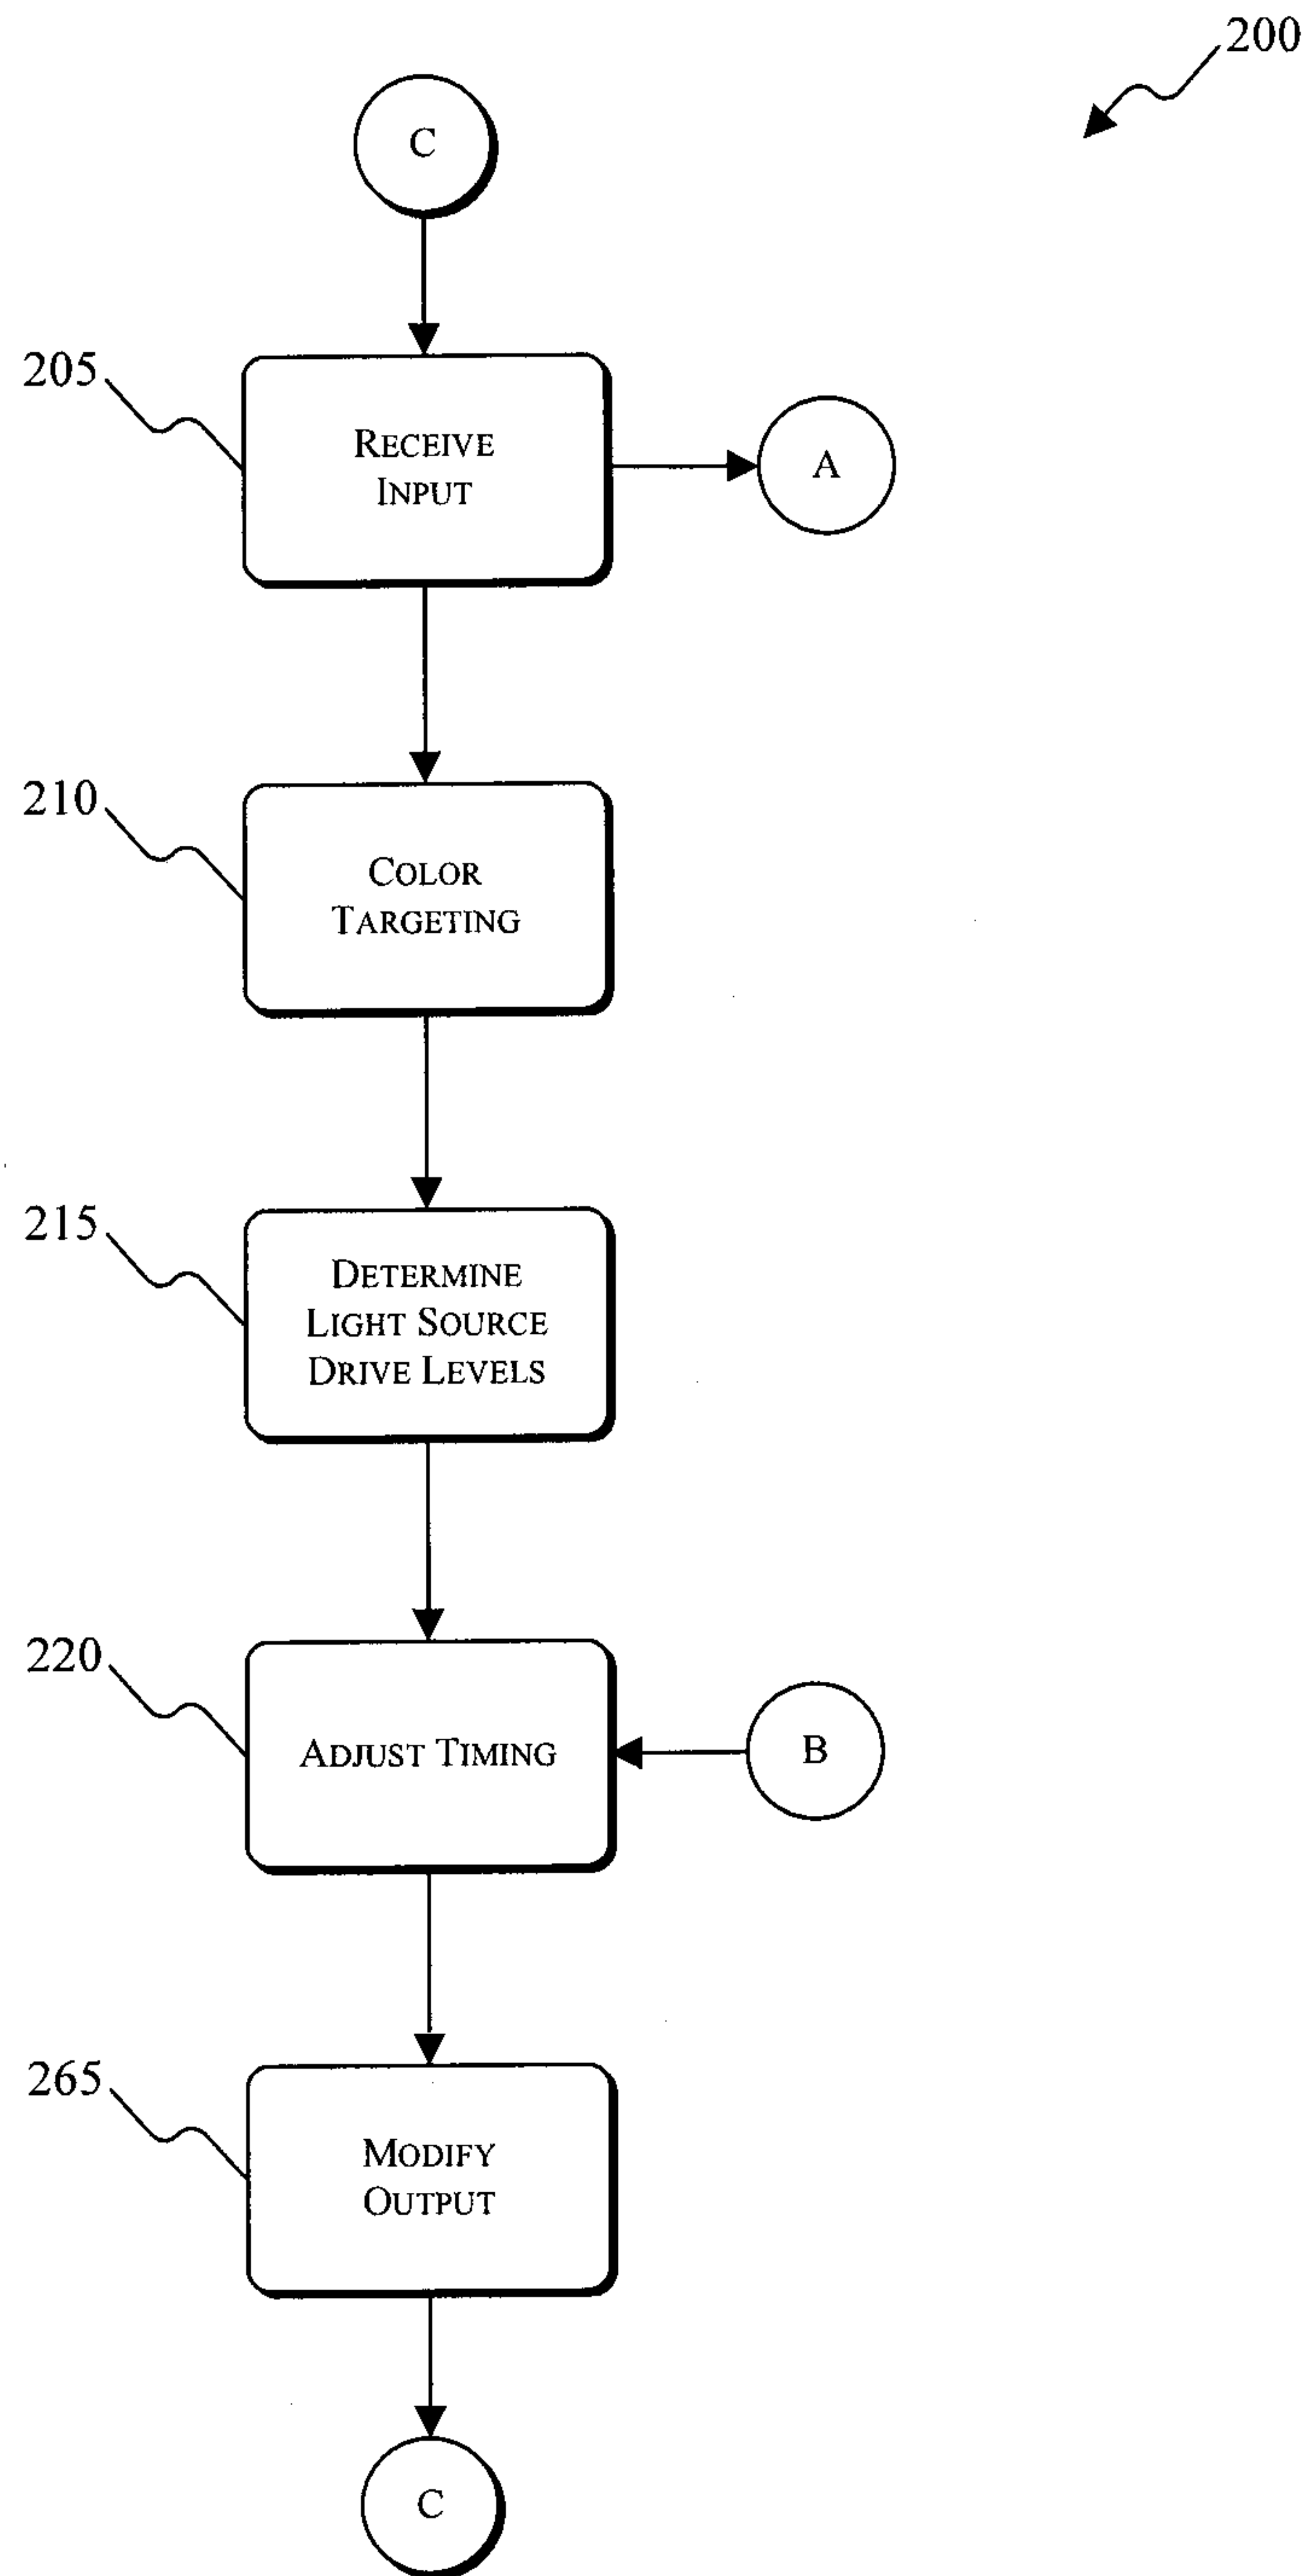 200
C
205
RECEIVE
INPUT
A
210
COLOR
TARGETING
215
DETERMINE
LIGHT SOURCE
DRIVE LEVELS
220
ADJUST TIMING
B
265
MODIFY
OUTPUT
C